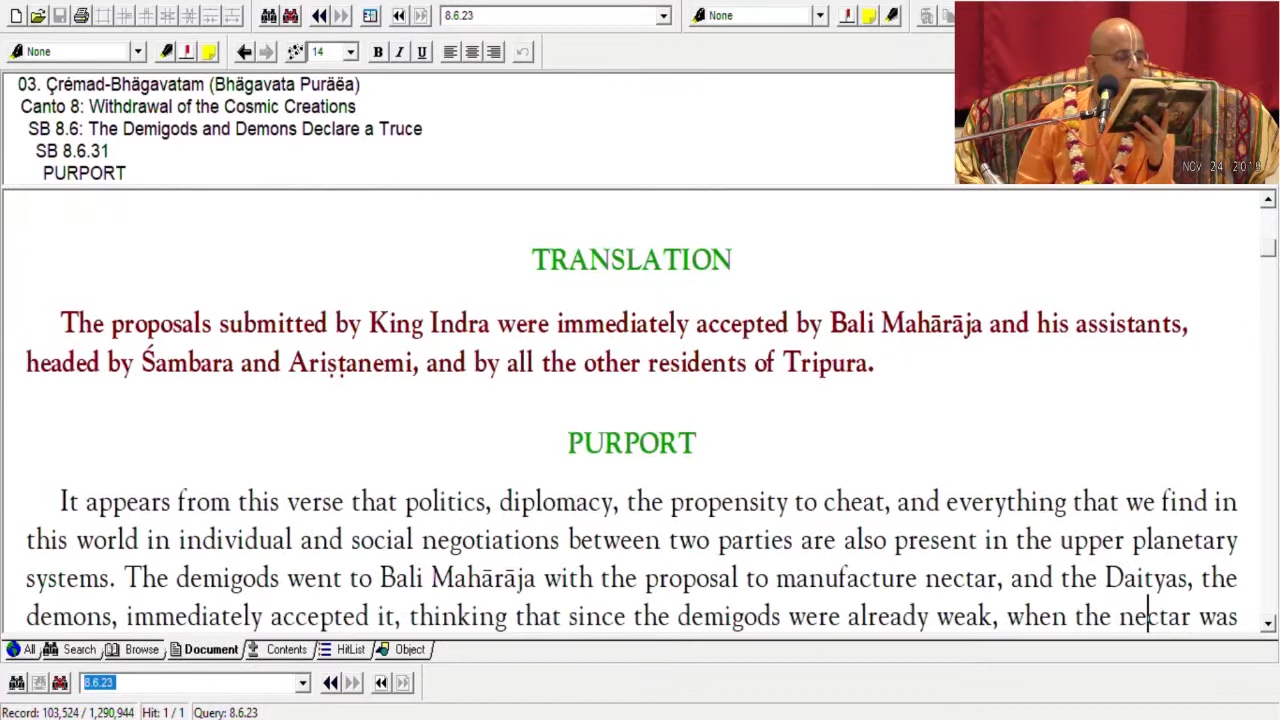 8.6.23
None
None
14
B I U
03. Çrémad-Bhägavatam (Bhägavata Puräëa)
Canto 8: Withdrawal of the Cosmic Creations
SB 8.6: The Demigods and Demons Declare a Truce
SB 8.6.31
PURPORT
NOV 24 2019
TRANSLATION
The proposals submitted by King Indra were immediately accepted by Bali Mahārāja and his assistants,
headed by Śambara and Ariṣṭanemi, and by all the other residents of Tripura.
PURPORT
It appears from this verse that politics, diplomacy, the propensity to cheat, and everything that we find in
this world in individual and social negotiations between two parties are also present in the upper planetary
systems. The demigods went to Bali Mahārāja with the proposal to manufacture nectar, and the Daityas, the
demons, immediately accepted it, thinking that since the demigods were already weak, when the nectar was
All Search Browse Document Contents HitList Object
8.6.23
Record: 103,524 / 1,290,944 Hit: 1 / 1 Query: 8.6.23